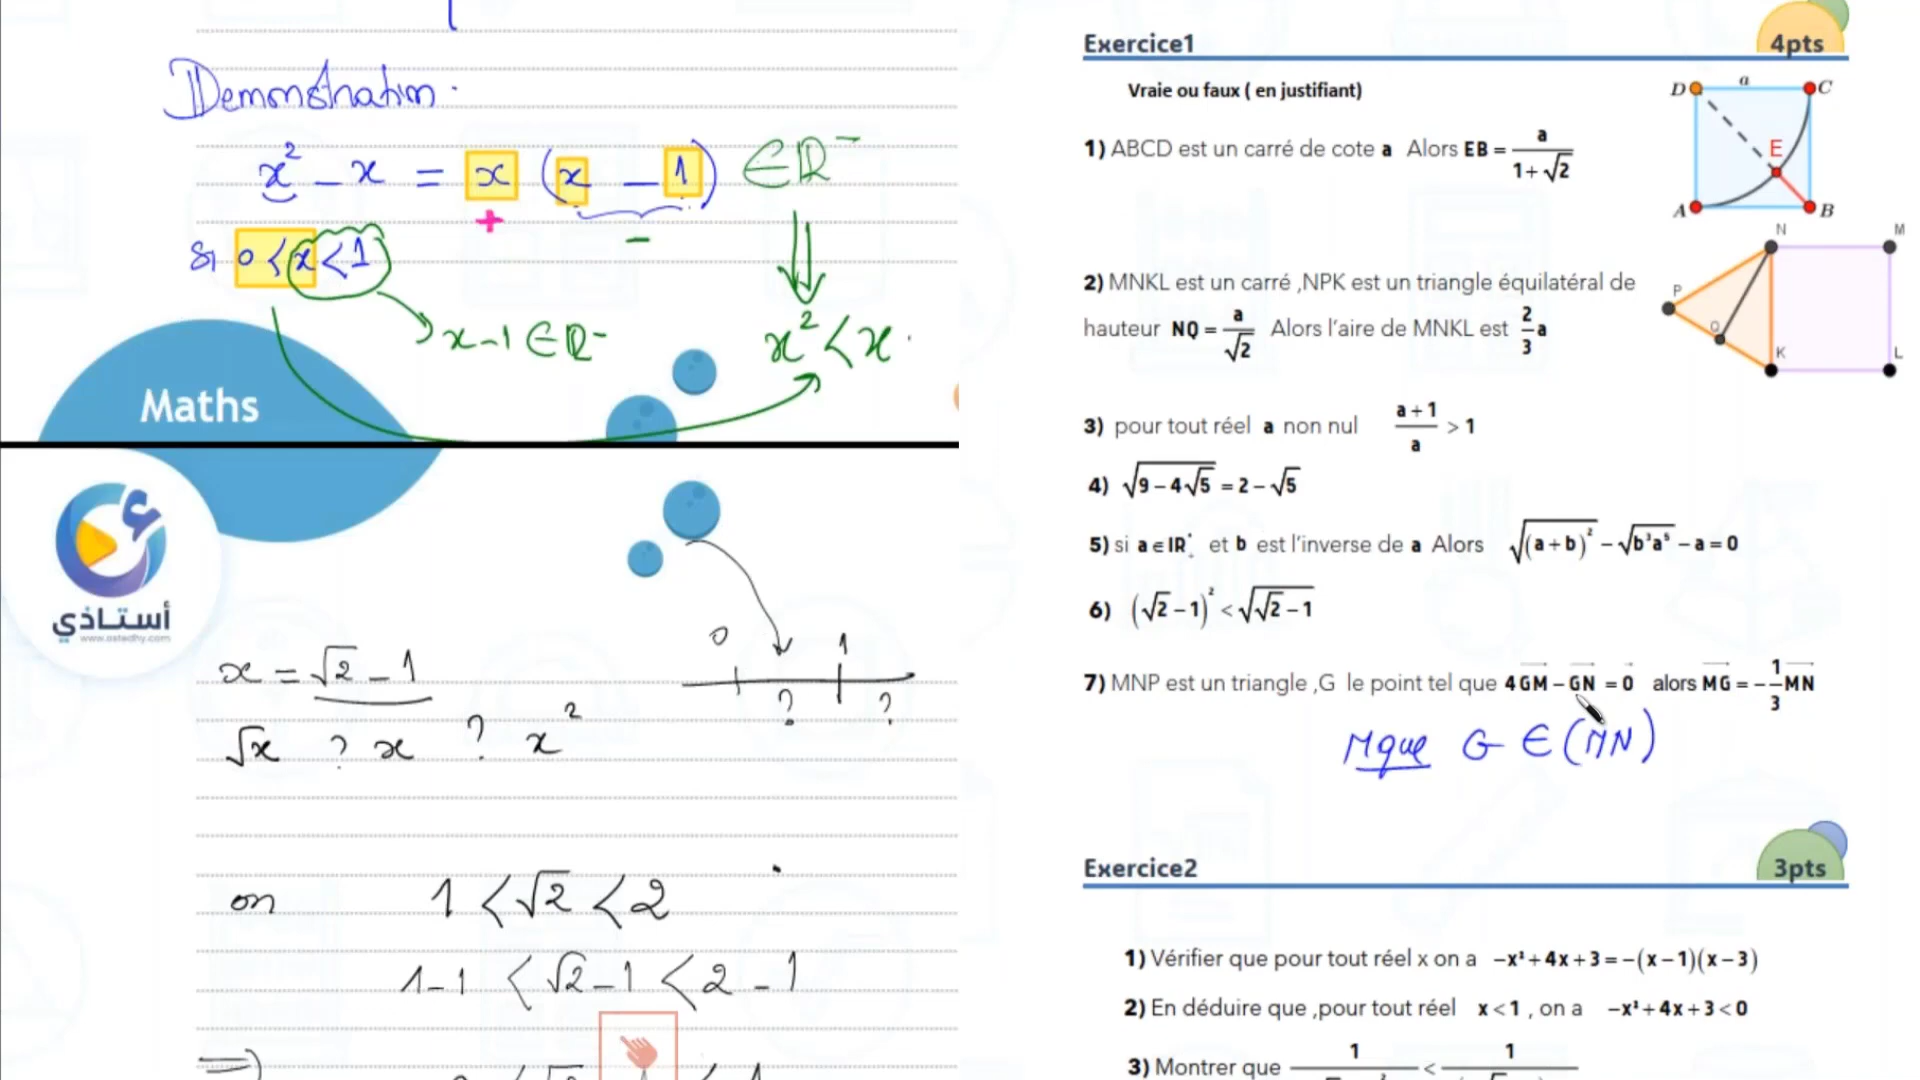 Demonstration.
x² - x = x (x - 1) ∈ ℝ⁻
+ -
Si 0 < x < 1
x-1 ∈ ℝ⁻
x² < x.
Maths
أستاذي
www.ostedhy.com
0 1
? ?
x = √2 - 1
√x ? x ? x²
on 1 < √2 < 2
1-1 < √2 - 1 < 2 - 1
Exercice1 4pts
Vraie ou faux ( en justifiant)
D a C
E
A B
1) ABCD est un carré de cote a Alors EB = a/(1+√2)
N M
P
Q
K L
2) MNKL est un carré ,NPK est un triangle équilatéral de
hauteur NQ = a/√2 Alors l'aire de MNKL est 2/3 a
3) pour tout réel a non nul (a+1)/a > 1
4) √(9-4√5) = 2-√5
5) si a ∈ IR*₊ et b est l'inverse de a Alors √((a+b)²) - √(b³a⁵) - a = 0
6) (√2-1)² < √(√2-1)
7) MNP est un triangle ,G le point tel que 4GM⃗ - GN⃗ = 0⃗ alors MG⃗ = -1/3 MN⃗
Mque G ∈ (MN)
Exercice2 3pts
1) Vérifier que pour tout réel x on a -x²+4x+3=-(x-1)(x-3)
2) En déduire que ,pour tout réel x<1 , on a -x²+4x+3<0
3) Montrer que